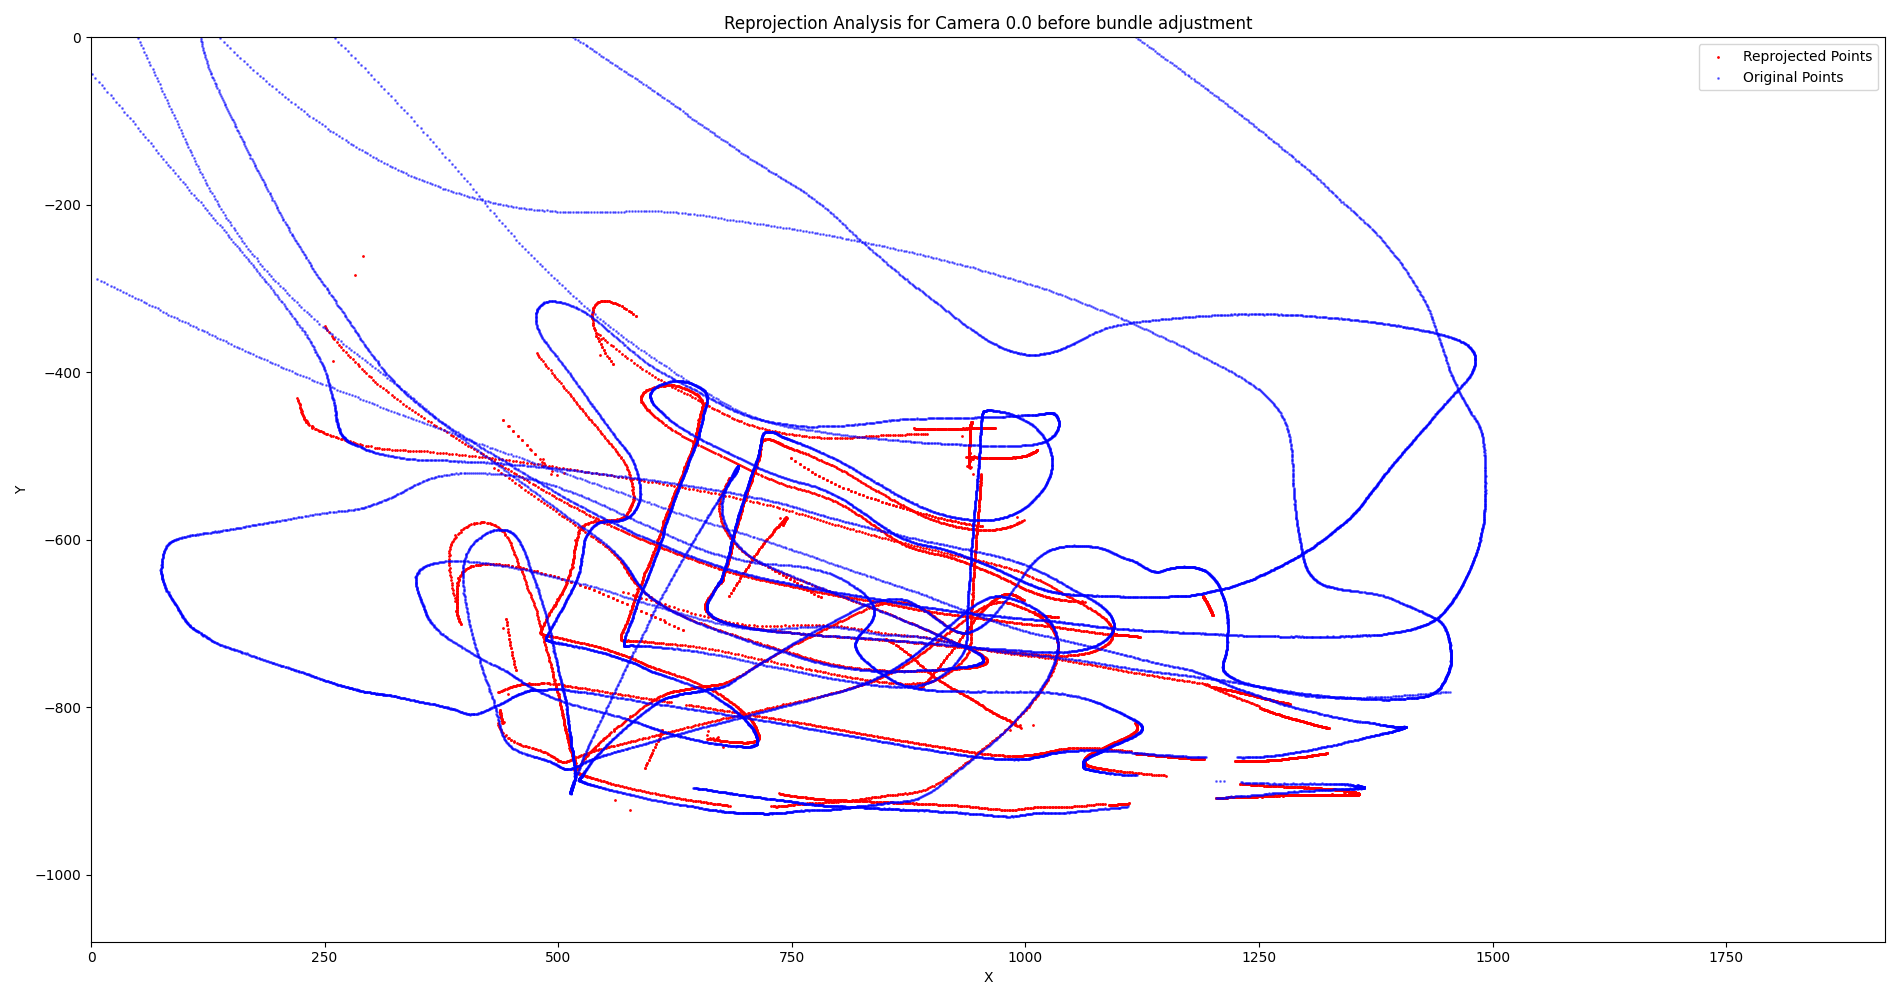 Reprojection Analysis for Camera 0.0 before bundle adjustment
Reprojected Points
Original Points
0
−200
−400
−600
−800
−1000
Y
0
250
500
750
1000
1250
1500
1750
X